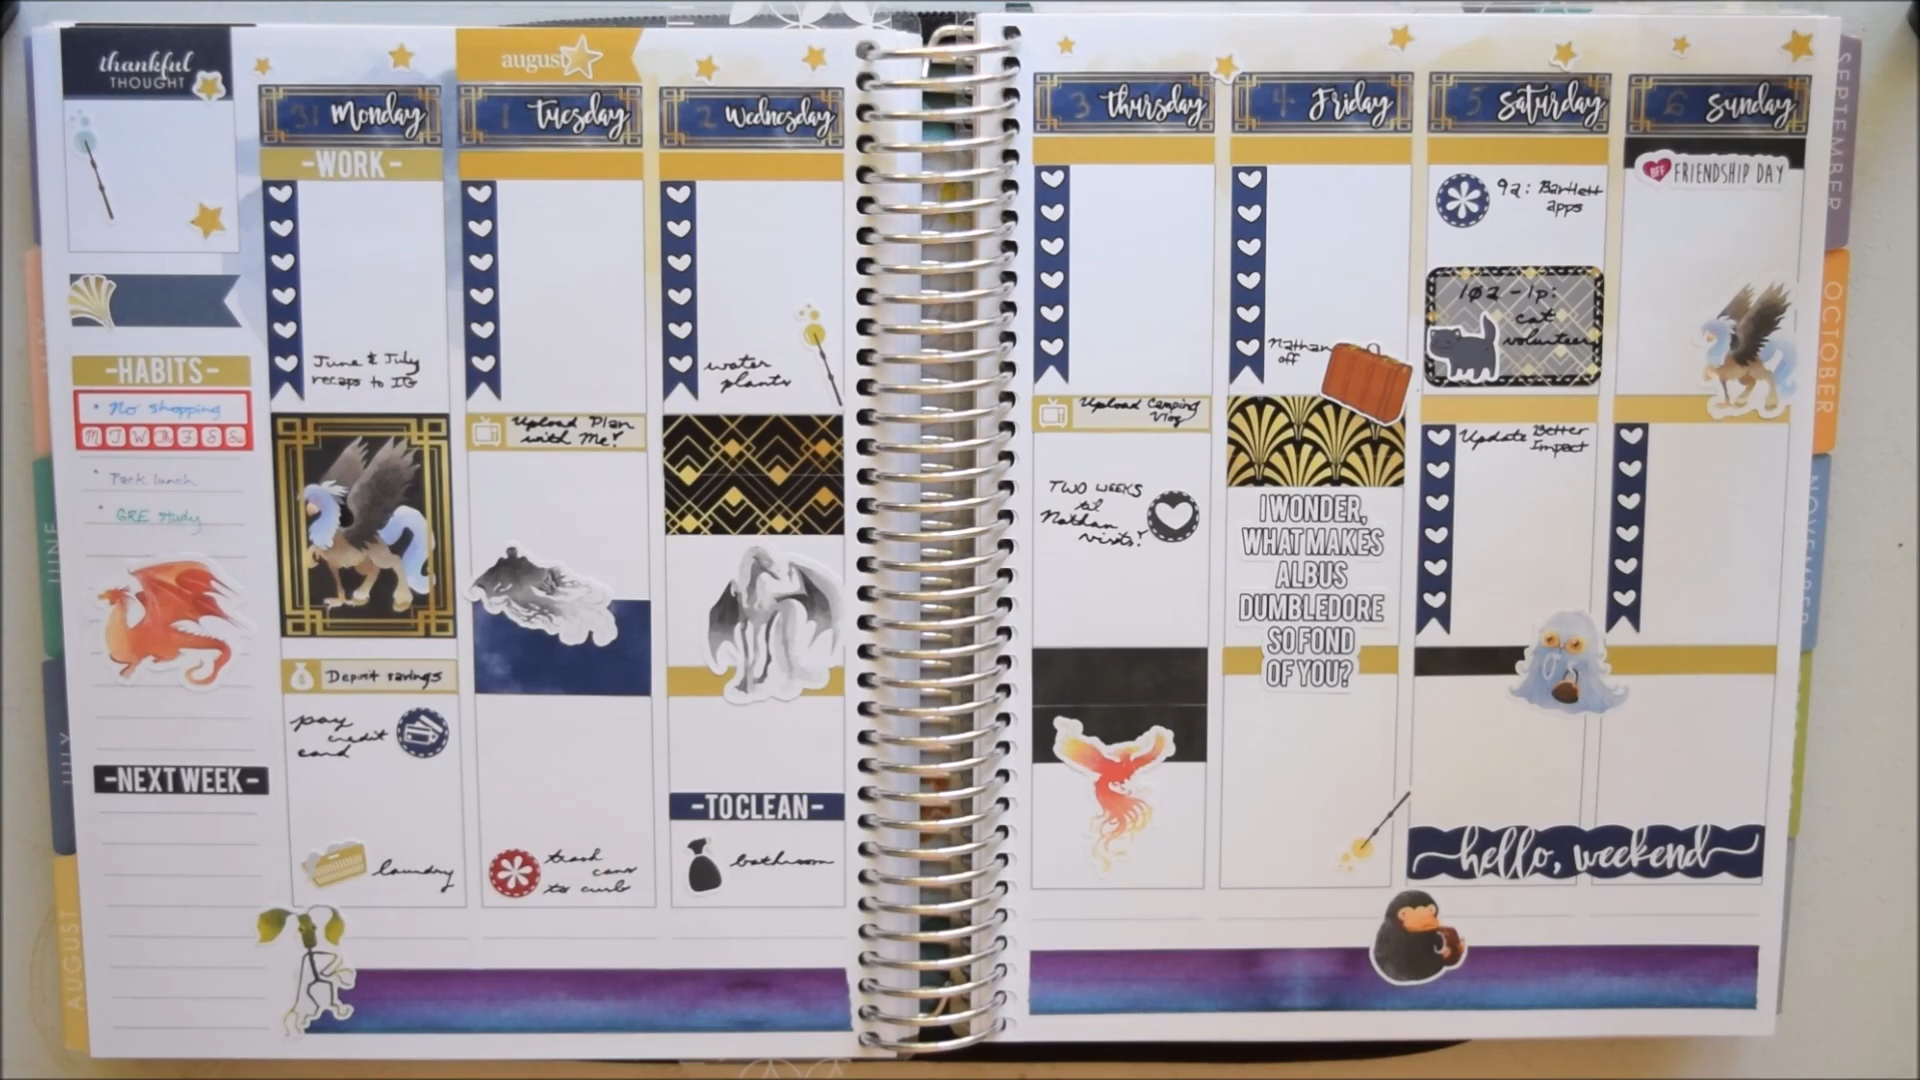 thankful
THOUGHT
august
31 Monday
1 Tuesday
2 Wednesday
3 Thursday
4 Friday
5 Saturday
6 Sunday
-WORK-
June & July
recaps to IG
Deposit savings
pay
credit
card
laundry
Upload Plan
with Me!
trash
cans
to curb
water
plants
-TO CLEAN-
bathroom
-HABITS-
• No shopping
M T W Th F S Su
• Pack lunch
• GRE study
-NEXT WEEK-
Upload Camping
Vlog
TWO WEEKS
til
Nathan
visits!
Nathan
off
I WONDER,
WHAT MAKES
ALBUS
DUMBLEDORE
SO FOND
OF YOU?
9a: Bartlett
apps
10a-1p:
cat
volunteer
Update Better
Impact
BFF FRIENDSHIP DAY
hello, weekend
JUNE
JULY
AUGUST
SEPTEMBER
OCTOBER
NOVEMBER